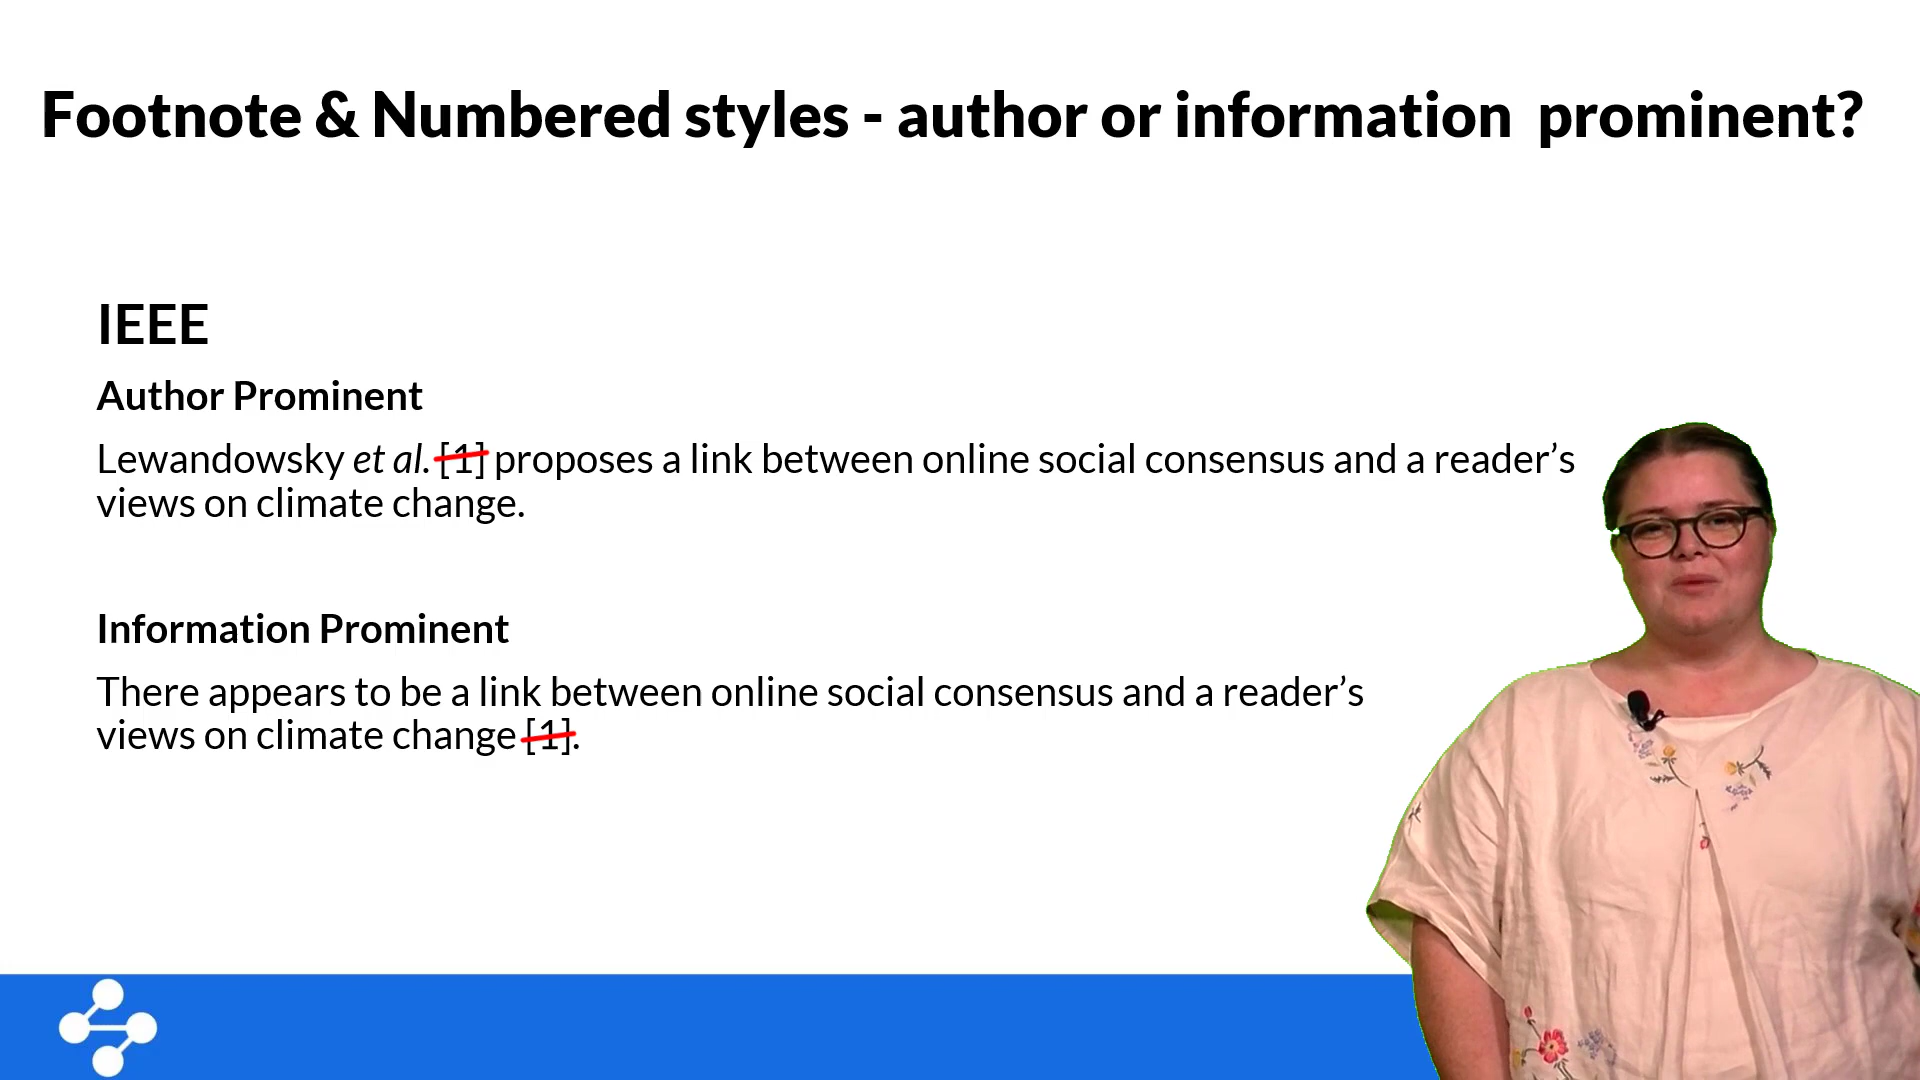 Footnote & Numbered styles - author or information prominent?
IEEE
Author Prominent
Lewandowsky et al. [1] proposes a link between online social consensus and a reader’s
views on climate change.
Information Prominent
There appears to be a link between online social consensus and a reader’s
views on climate change [1].